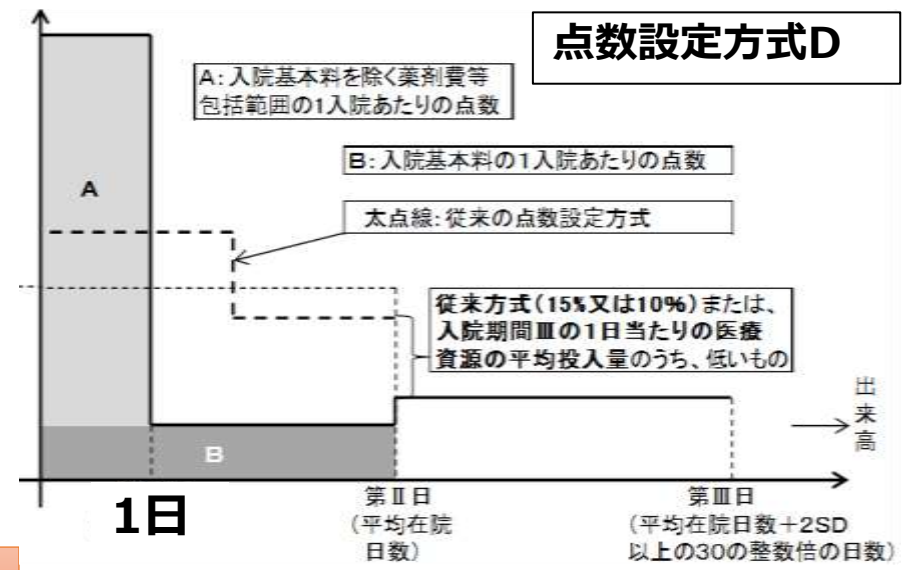 点数設定方式D
A:入院基本料を除く薬剤費等
包括範囲の1入院あたりの点数
B:入院基本料の1入院あたりの点数
A
太点線:従来の点数設定方式
従来方式(15%又は10%)または、
入院期間Ⅲの1日当たりの医療
資源の平均投入量のうち、低いもの
出来高
B
1日
第Ⅱ日
(平均在院
日数)
第Ⅲ日
(平均在院日数+2SD
以上の30の整数倍の日数)